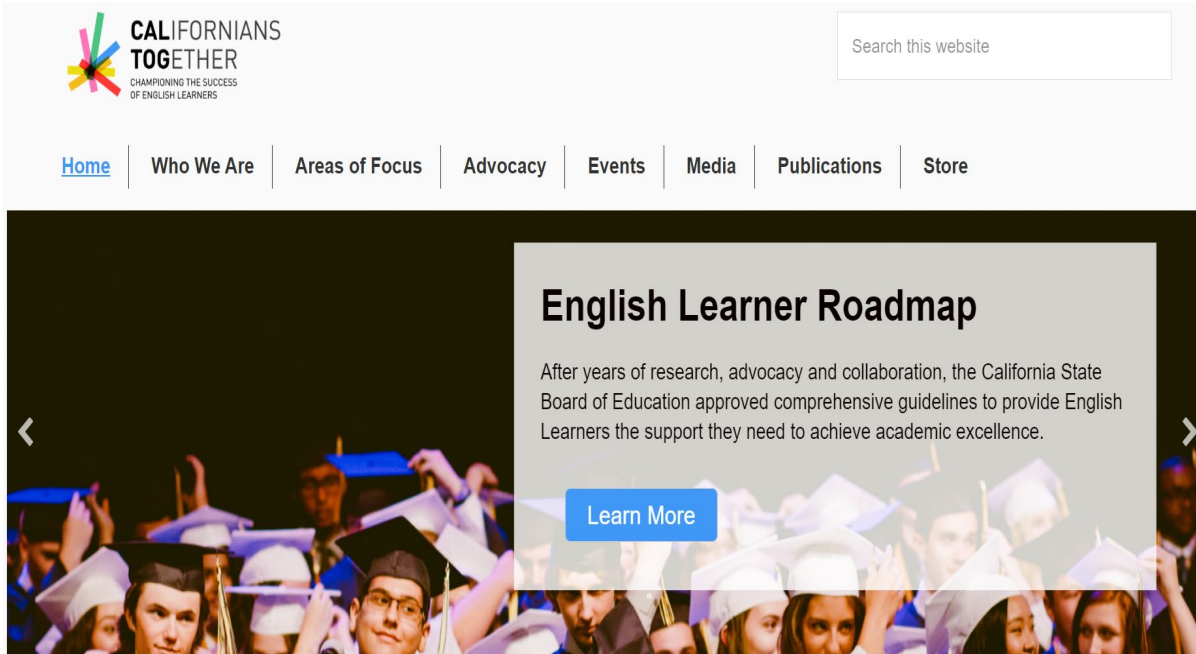 CALIFORNIANS
TOGETHER
CHAMPIONING THE SUCCESS
OF ENGLISH LEARNERS
Search this website
Home
Who We Are
Areas of Focus
Advocacy
Events
Media
Publications
Store
English Learner Roadmap
After years of research, advocacy and collaboration, the California State
Board of Education approved comprehensive guidelines to provide English
Learners the support they need to achieve academic excellence.
Learn More